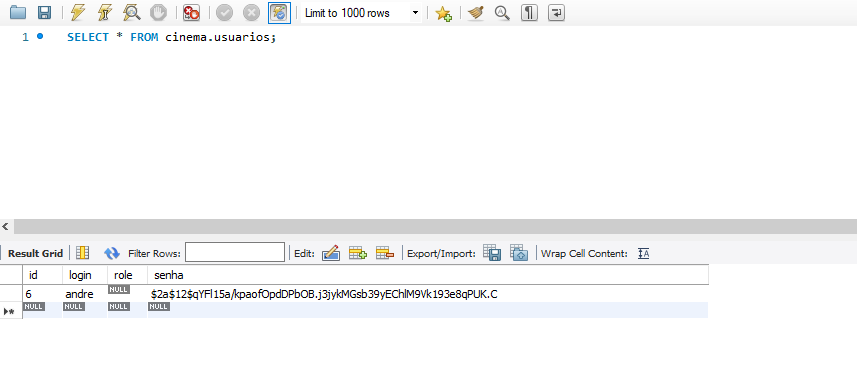 Limit to 1000 rows
1 SELECT * FROM cinema.usuarios;
Result Grid Filter Rows: Edit: Export/Import: Wrap Cell Content:
id login role senha
6 andre NULL $2a$12$qYFl15a/kpaofOpdDPbOB.j3jykMGsb39yEChlM9Vk193e8qPUK.C
NULL NULL NULL NULL